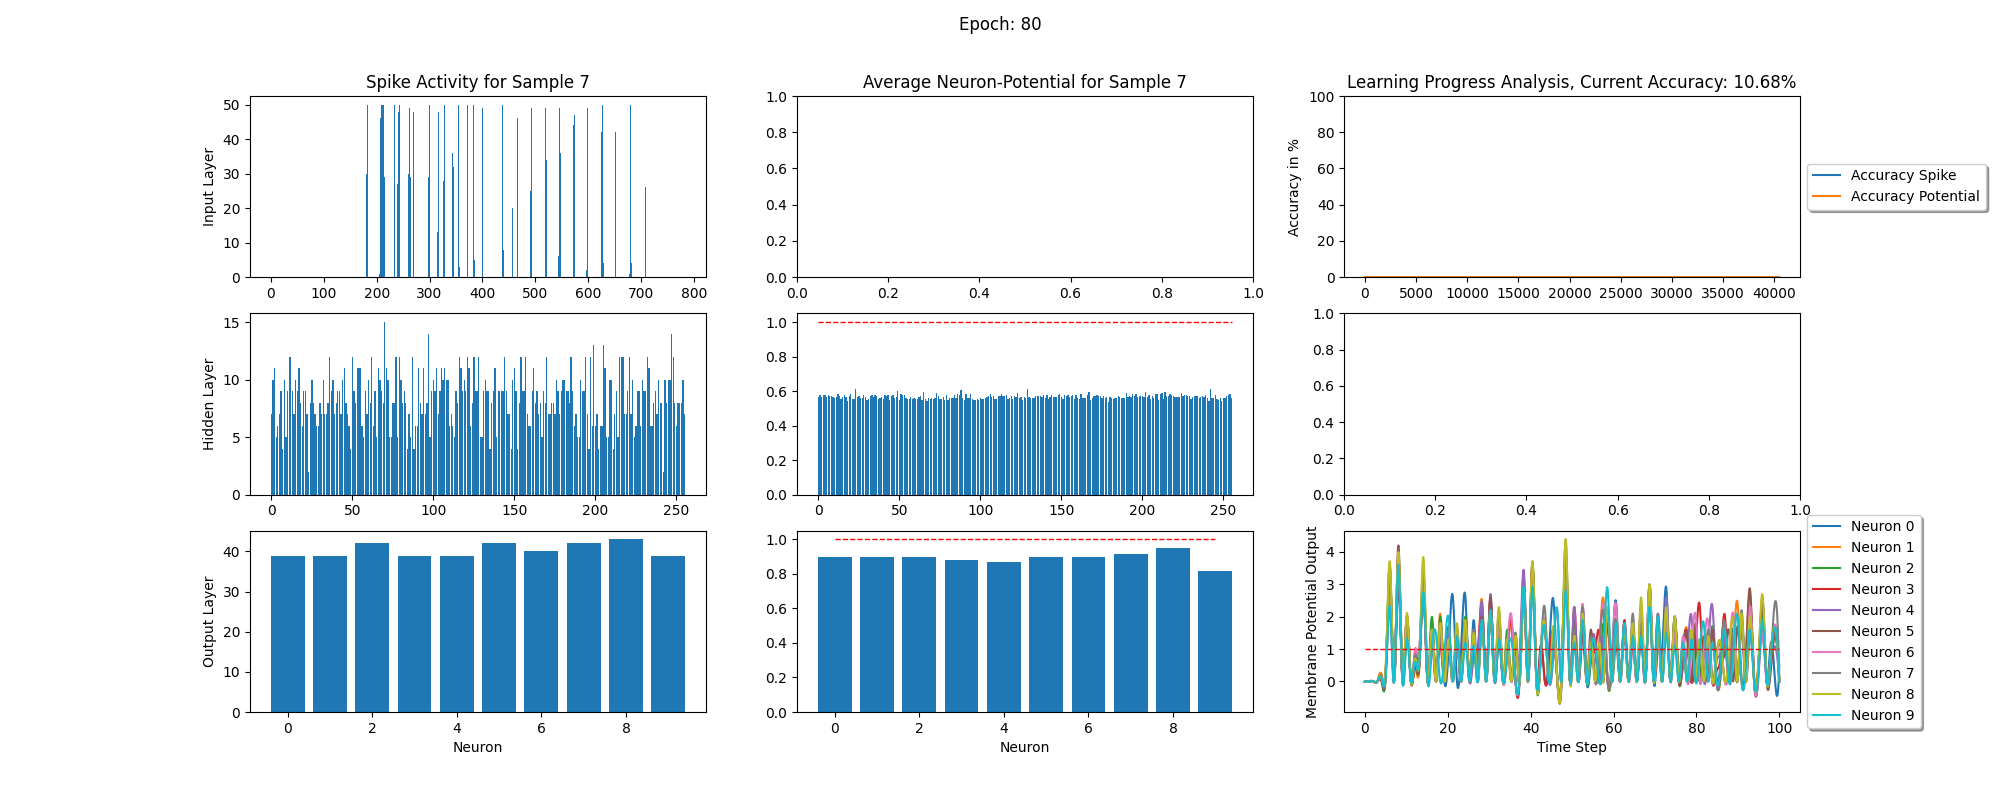 Epoch: 80
Spike Activity for Sample 7
Average Neuron-Potential for Sample 7
Learning Progress Analysis, Current Accuracy: 10.68%
Input Layer
50
40
30
20
10
0
0 100 200 300 400 500 600 700 800
1.0
0.8
0.6
0.4
0.2
0.0
0.0 0.2 0.4 0.6 0.8 1.0
Accuracy in %
100
80
60
40
20
0
0 5000 10000 15000 20000 25000 30000 35000 40000
Accuracy Spike
Accuracy Potential
Hidden Layer
15
10
5
0
0 50 100 150 200 250
1.0
0.8
0.6
0.4
0.2
0.0
0 50 100 150 200 250
1.0
0.8
0.6
0.4
0.2
0.0
0.0 0.2 0.4 0.6 0.8 1.0
Output Layer
40
30
20
10
0
0 2 4 6 8
Neuron
1.0
0.8
0.6
0.4
0.2
0.0
0 2 4 6 8
Neuron
Membrane Potential Output
4
3
2
1
0
0 20 40 60 80 100
Time Step
Neuron 0
Neuron 1
Neuron 2
Neuron 3
Neuron 4
Neuron 5
Neuron 6
Neuron 7
Neuron 8
Neuron 9